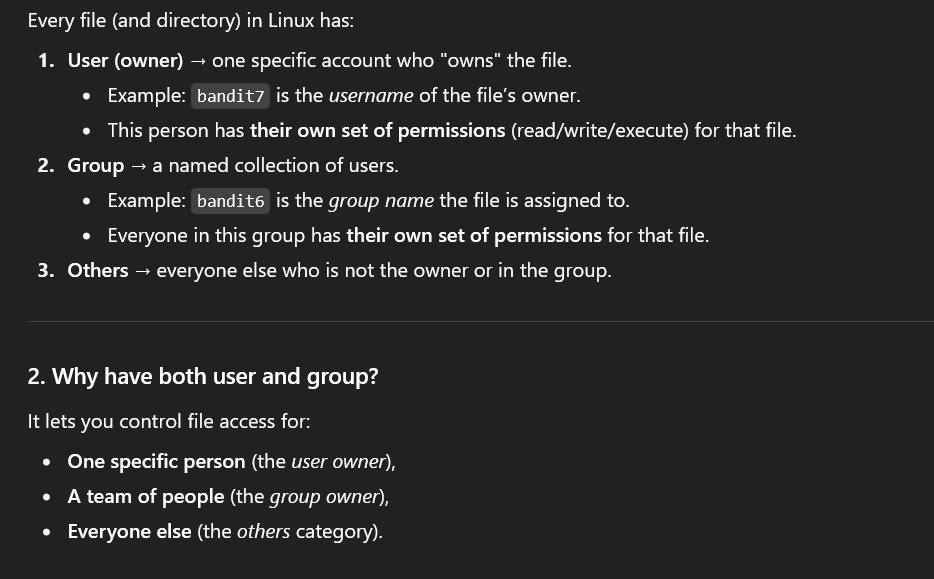 Every file (and directory) in Linux has:
1. User (owner) → one specific account who "owns" the file.
• Example: bandit7 is the username of the file's owner.
• This person has their own set of permissions (read/write/execute) for that file.
2. Group → a named collection of users.
• Example: bandit6 is the group name the file is assigned to.
• Everyone in this group has their own set of permissions for that file.
3. Others → everyone else who is not the owner or in the group.
2. Why have both user and group?
It lets you control file access for:
• One specific person (the user owner),
• A team of people (the group owner),
• Everyone else (the others category).